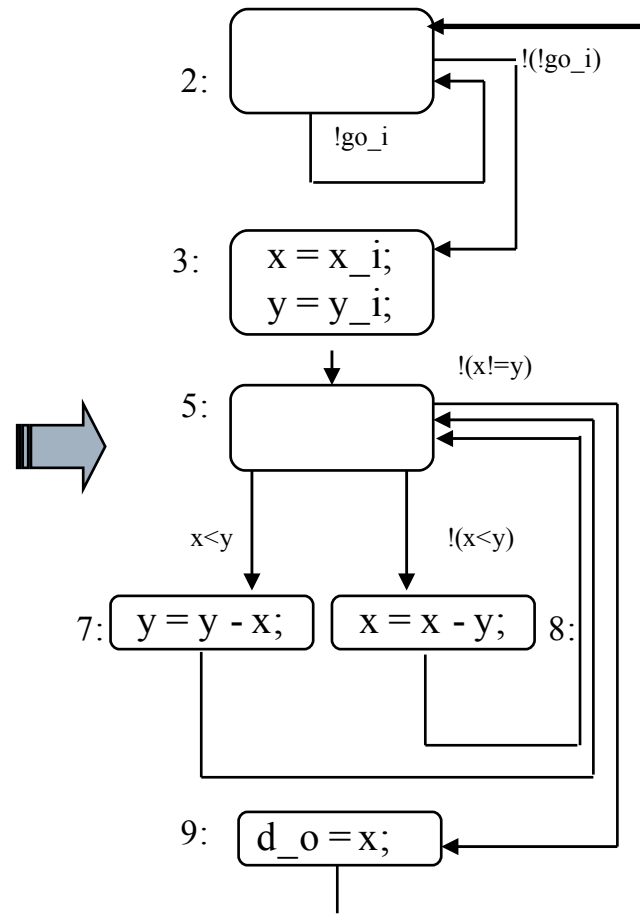 !(!go_i)
2:
!go_i
3:
x = x_i;
y = y_i;
!(x!=y)
5:
x<y
!(x<y)
7:
y = y - x;
x = x - y;
8:
9:
d_o = x;